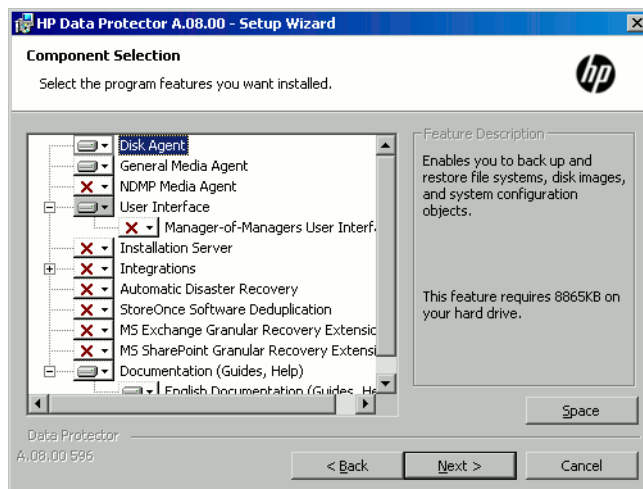 HP Data Protector A.08.00 - Setup Wizard
Component Selection
Select the program features you want installed.
hp
Disk Agent
General Media Agent
NDMP Media Agent
User Interface
Manager-of-Managers User Interf
Installation Server
Integrations
Automatic Disaster Recovery
StoreOnce Software Deduplication
MS Exchange Granular Recovery Extensic
MS SharePoint Granular Recovery Extensi
Documentation (Guides, Help)
English Documentation (Guides, He
Feature Description
Enables you to back up and
restore file systems, disk images,
and system configuration
objects.
This feature requires 8865KB on
your hard drive.
Space
Data Protector
A.08.00 596
< Back
Next >
Cancel